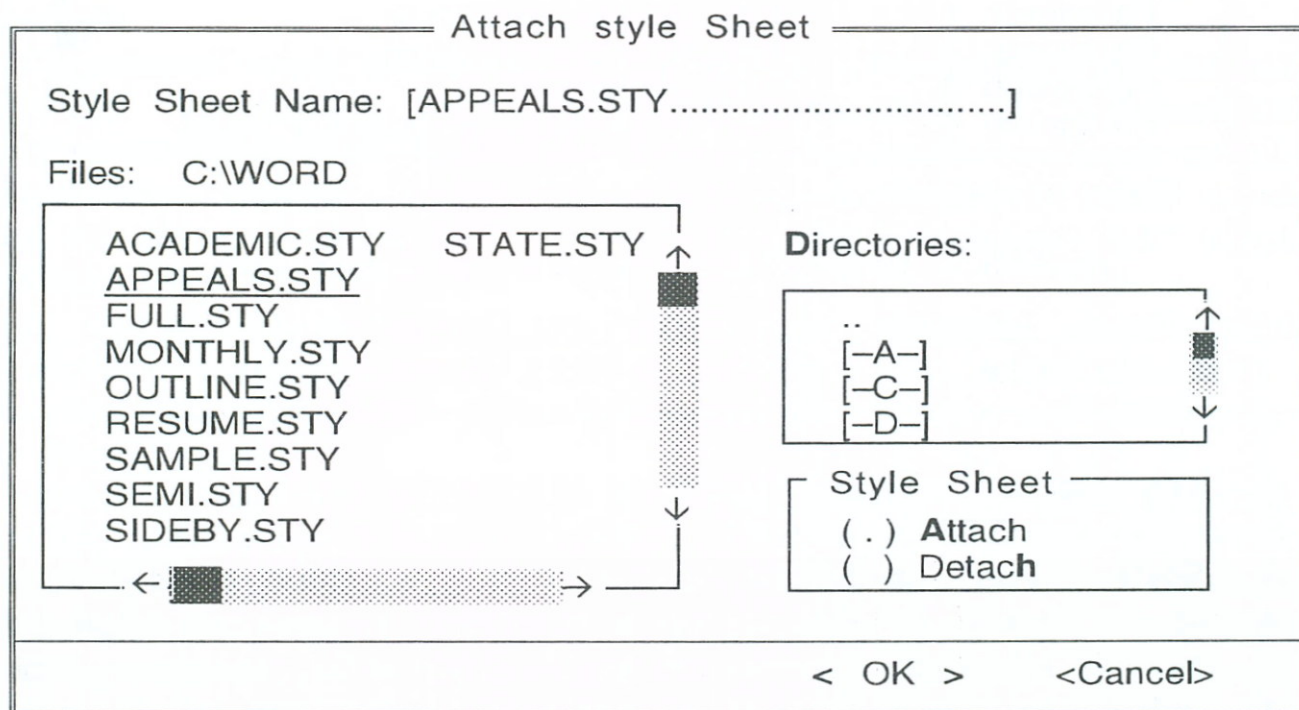 Attach style Sheet
Style Sheet Name: [APPEALS.STY.................................]
Files: C:\WORD
ACADEMIC.STY STATE.STY
APPEALS.STY
FULL.STY
MONTHLY.STY
OUTLINE.STY
RESUME.STY
SAMPLE.STY
SEMI.STY
SIDEBY.STY
Directories:
..
[–A–]
[–C–]
[–D–]
Style Sheet
( . ) Attach
( ) Detach
< OK > <Cancel>